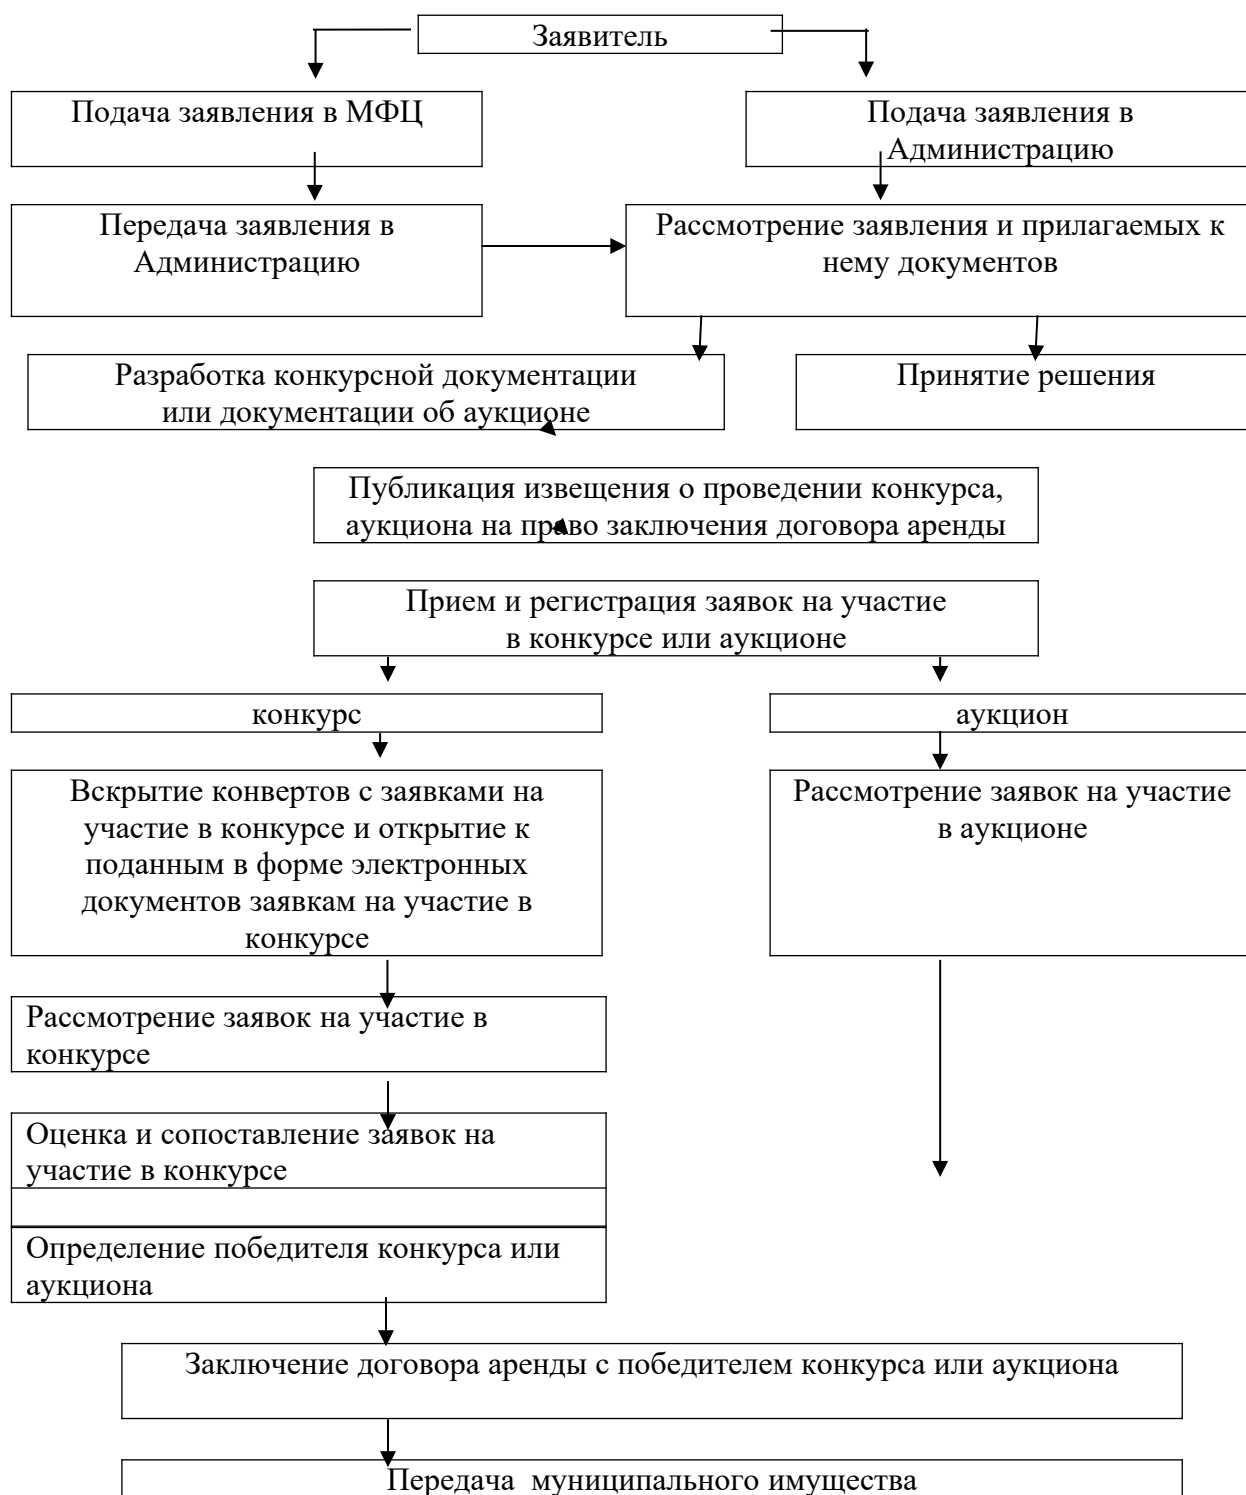 Заявитель
Подача заявления в МФЦ
Подача заявления в
Администрацию
Передача заявления в
Администрацию
Рассмотрение заявления и прилагаемых к
нему документов
Разработка конкурсной документации
или документации об аукционе
Принятие решения
Публикация извещения о проведении конкурса,
аукциона на право заключения договора аренды
Прием и регистрация заявок на участие
в конкурсе или аукционе
конкурс
аукцион
Вскрытие конвертов с заявками на
участие в конкурсе и открытие к
поданным в форме электронных
документов заявкам на участие в
конкурсе
Рассмотрение заявок на участие
в аукционе
Рассмотрение заявок на участие в
конкурсе
Оценка и сопоставление заявок на
участие в конкурсе
Определение победителя конкурса или
аукциона
Заключение договора аренды с победителем конкурса или аукциона
Передача  муниципального имущества